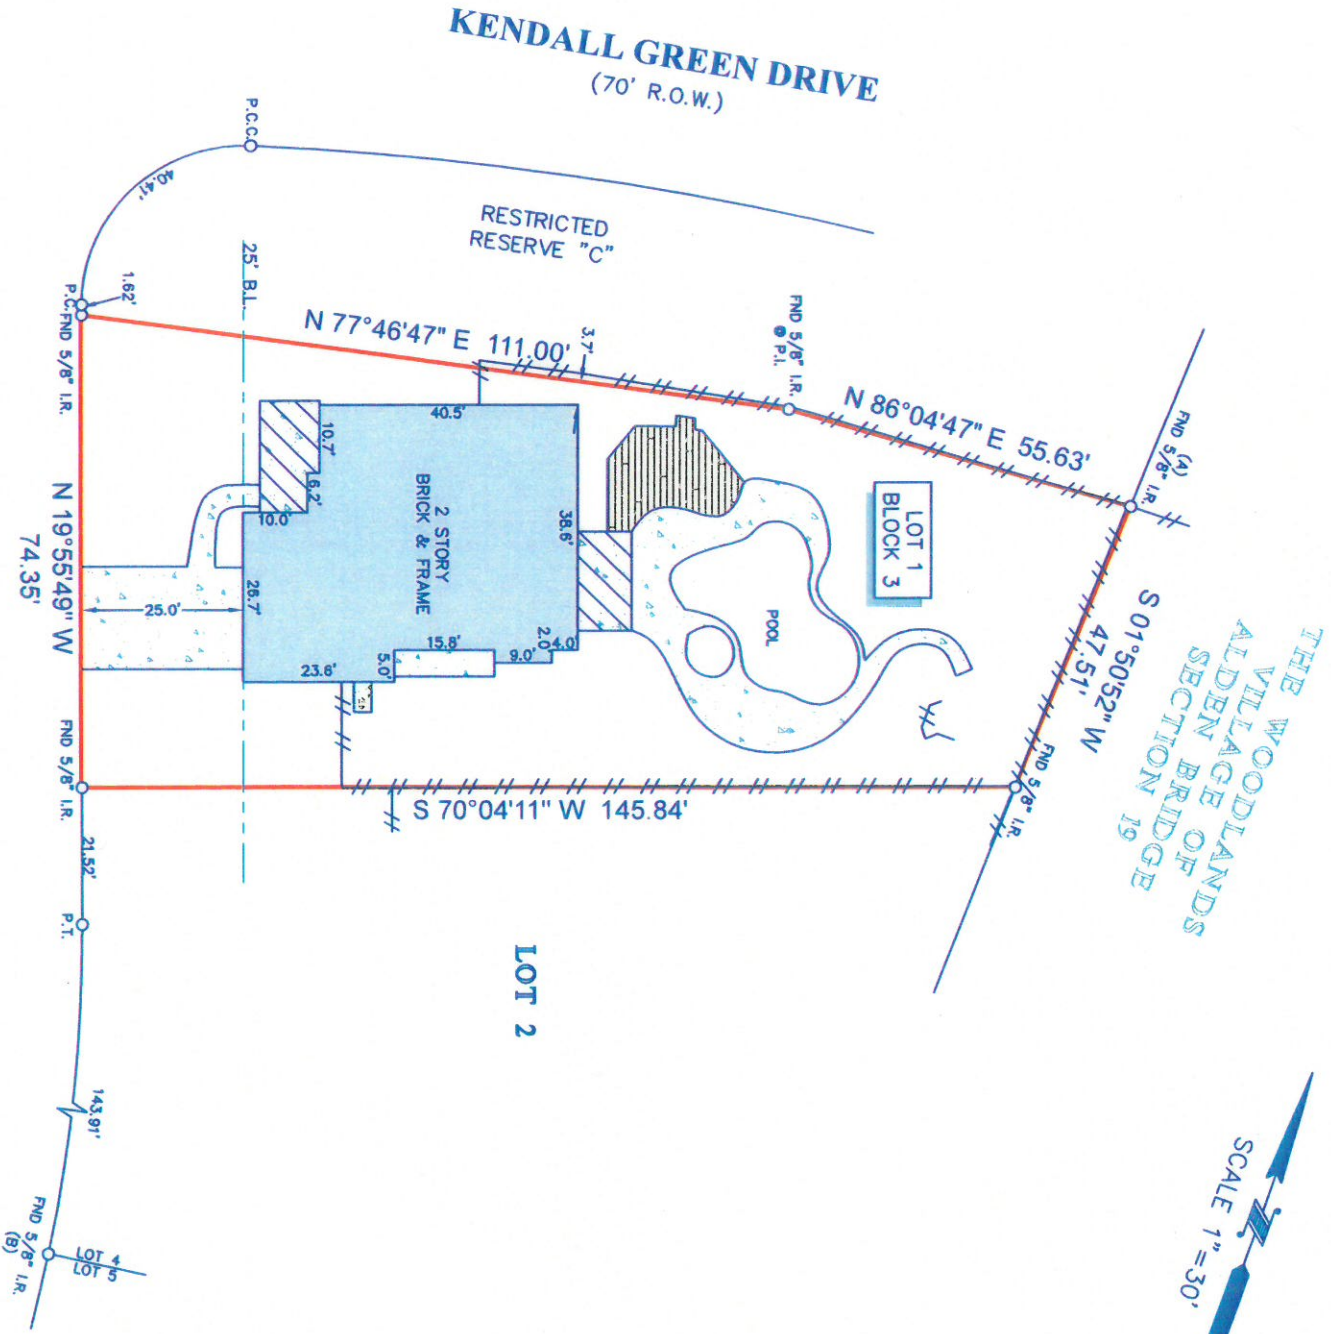 KENDALL GREEN DRIVE
(70' R.O.W.)
P.C.C.
40.41'
RESTRICTED
RESERVE "C"
25' B.L.
1.62'
P.C.
FND 5/8" I.R.
N 77°46'47" E 111.00'
3.7'
FND 5/8" I.R.
@ P.I.
N 86°04'47" E 55.63'
(A)
FND 5/8" I.R.
LOT 1
BLOCK 3
S 01°50'52" W
47.51'
THE WOODLANDS
VILLAGE OF
ALDEN BRIDGE
SECTION 19
40.5'
10.7'
6.2'
10.0'
2 STORY
BRICK & FRAME
38.6'
26.7'
25.0'
15.8'
2.0'
4.0'
9.0'
5.0'
23.6'
POOL
N 19°55'49" W
74.35'
FND 5/8" I.R.
FND 5/8" I.R.
S 70°04'11" W 145.84'
21.52'
P.T.
LOT 2
143.91'
FND 5/8" I.R.
(B)
LOT 4
LOT 5
SCALE 1"=30'